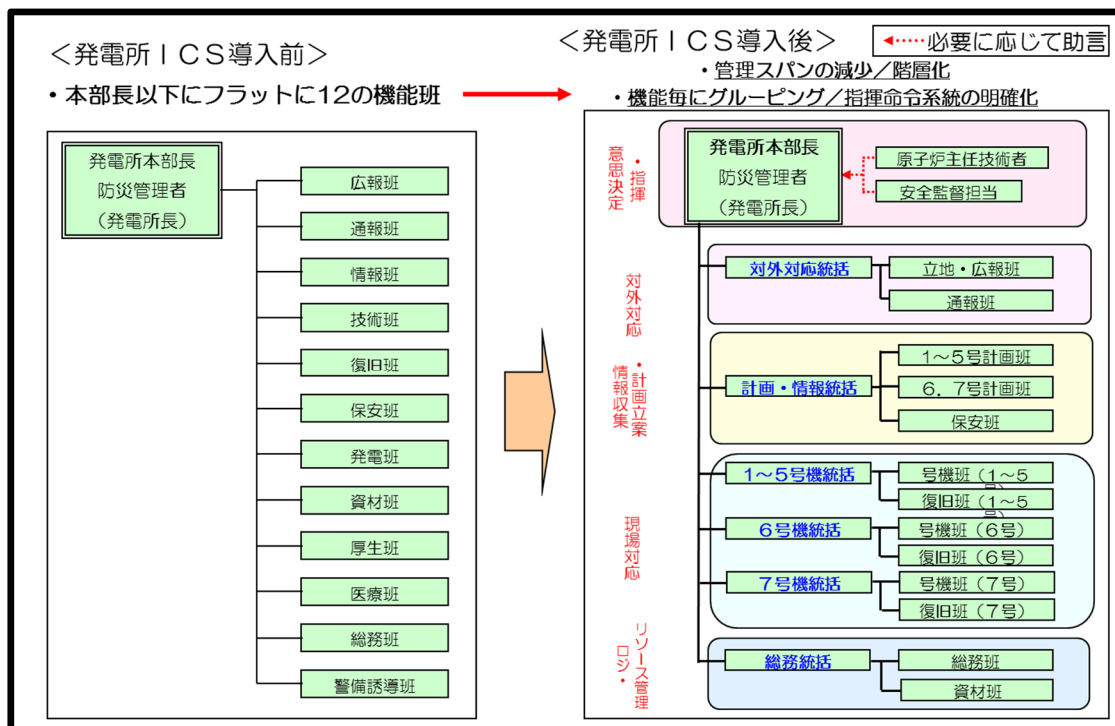 ＜発電所ＩＣＳ導入前＞
・本部長以下にフラットに12の機能班
発電所本部長
防災管理者
（発電所長）
広報班
通報班
情報班
技術班
復旧班
保安班
発電班
資材班
厚生班
医療班
総務班
警備誘導班
＜発電所ＩＣＳ導入後＞
必要に応じて助言
・管理スパンの減少／階層化
・機能毎にグルーピング／指揮命令系統の明確化
意思決定
・指揮
発電所本部長
防災管理者
（発電所長）
原子炉主任技術者
安全監督担当
対外対応
対外対応統括
立地・広報班
通報班
情報収集
・計画立案
計画・情報統括
1～5号計画班
6．7号計画班
保安班
現場対応
1～5号機統括
号機班（1～5
号）
復旧班（1～5
号）
6号機統括
号機班（6号）
復旧班（6号）
7号機統括
号機班（7号）
復旧班（7号）
ロジ・
リソース管理
総務統括
総務班
資材班